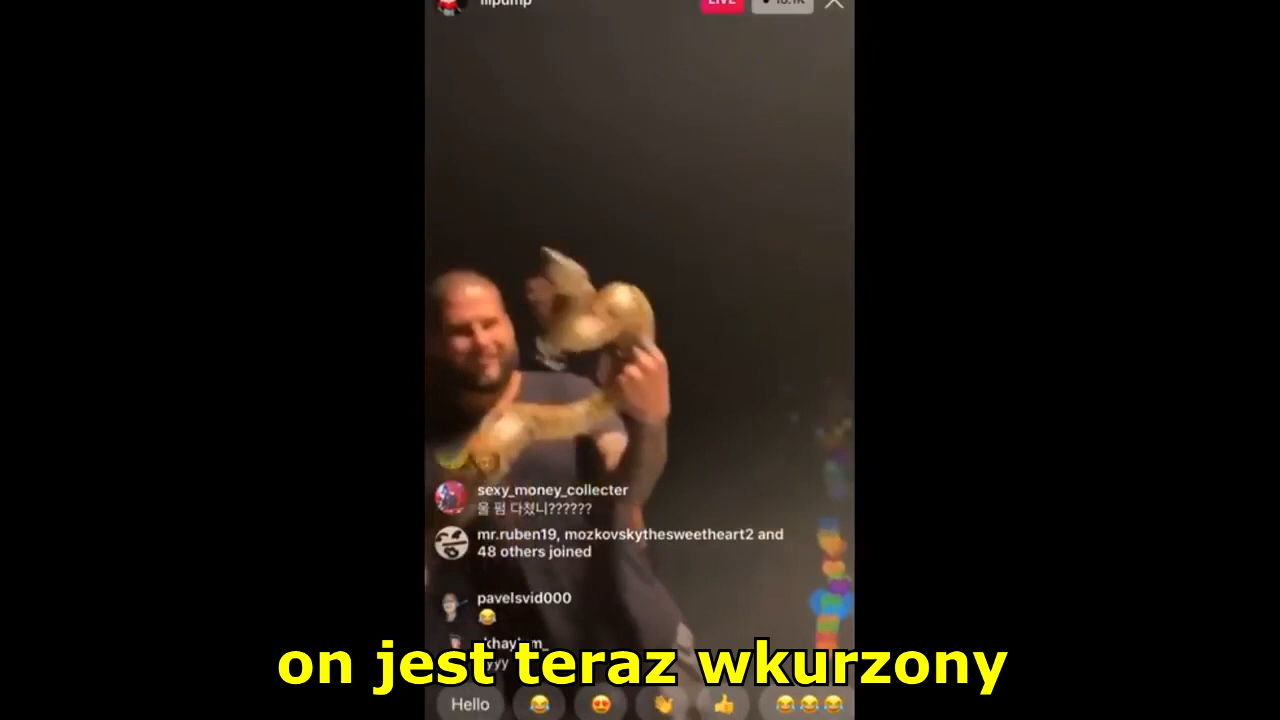 lilpump
LIVE
sexy_money_collecter
울 펌 다쳤니??????
mr.ruben19, mozkovskythesweetheart2 and
48 others joined
pavelsvid000
😂
on jest teraz wkurzony
Hello